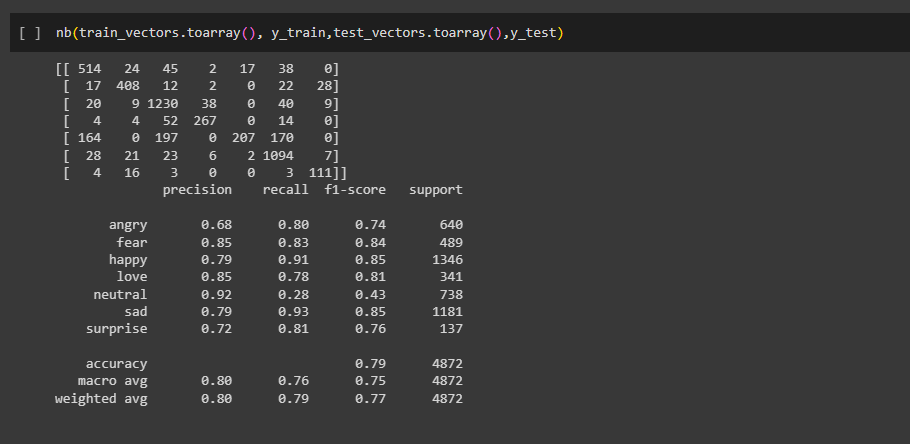 [ ] nb(train_vectors.toarray(), y_train,test_vectors.toarray(),y_test)
[[ 514 24 45 2 17 38 0]
[ 17 408 12 2 0 22 28]
[ 20 9 1230 38 0 40 9]
[ 4 4 52 267 0 14 0]
[ 164 0 197 0 207 170 0]
[ 28 21 23 6 2 1094 7]
[ 4 16 3 0 0 3 111]]
precision recall f1-score support
angry 0.68 0.80 0.74 640
fear 0.85 0.83 0.84 489
happy 0.79 0.91 0.85 1346
love 0.85 0.78 0.81 341
neutral 0.92 0.28 0.43 738
sad 0.79 0.93 0.85 1181
surprise 0.72 0.81 0.76 137
accuracy 0.79 4872
macro avg 0.80 0.76 0.75 4872
weighted avg 0.80 0.79 0.77 4872